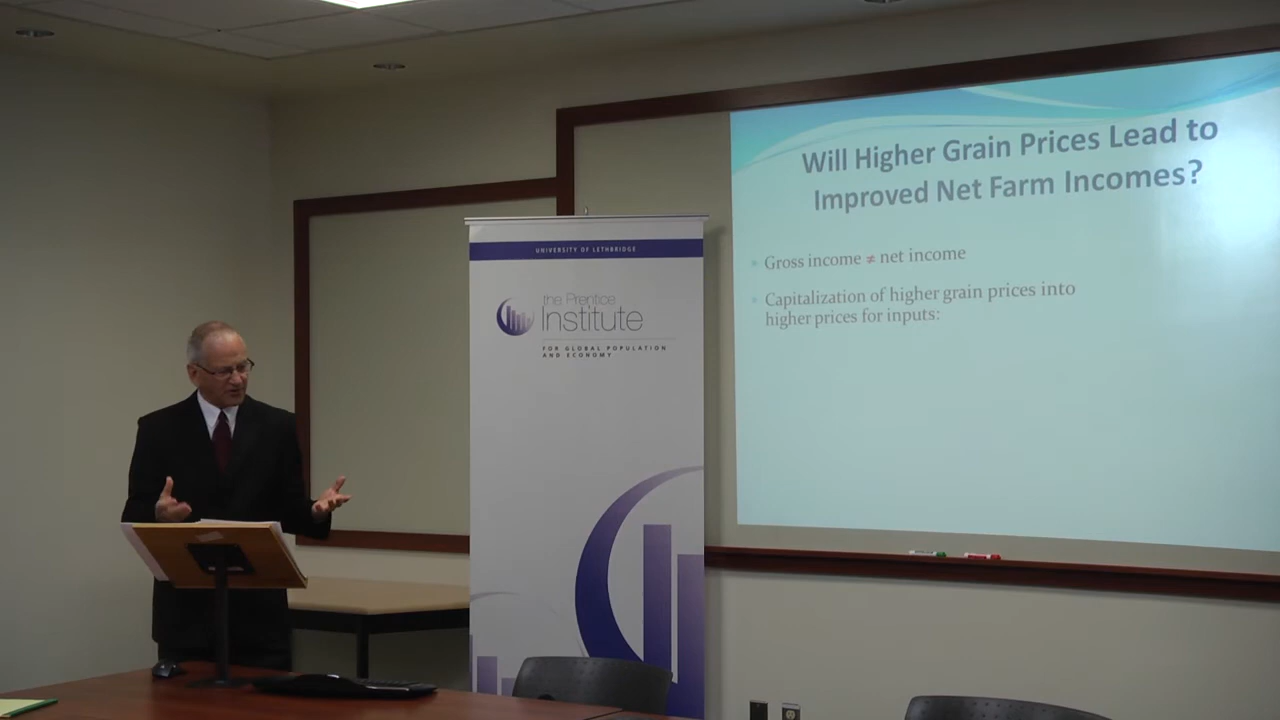 UNIVERSITY OF LETHBRIDGE
the Prentice
Institute
FOR GLOBAL POPULATION
AND ECONOMY
Will Higher Grain Prices Lead to
Improved Net Farm Incomes?
Gross income ≠ net income
Capitalization of higher grain prices into
higher prices for inputs: